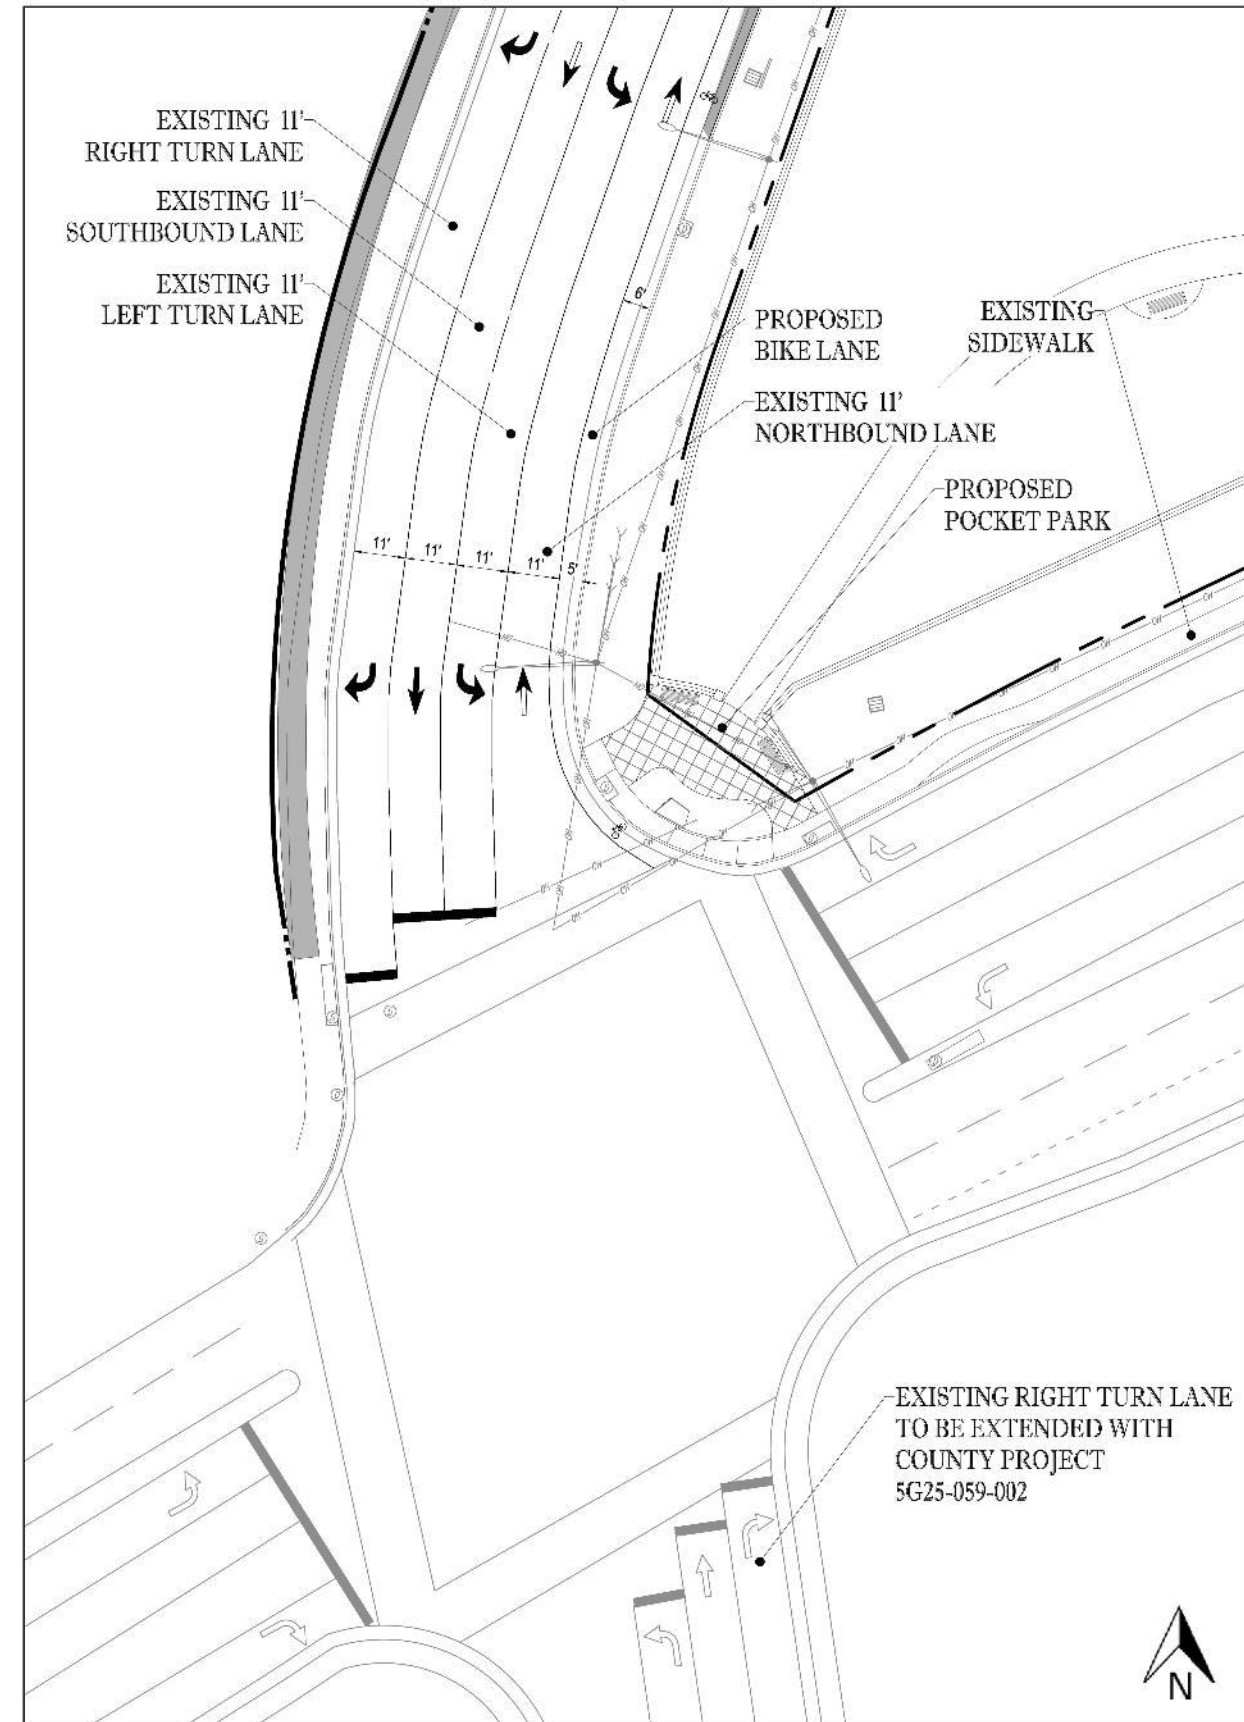 EXISTING 11'
RIGHT TURN LANE
EXISTING 11'
SOUTHBOUND LANE
EXISTING 11'
LEFT TURN LANE
6'
PROPOSED
BIKE LANE
EXISTING
SIDEWALK
EXISTING 11'
NORTHBOUND LANE
PROPOSED
POCKET PARK
11'
11'
11'
11'
5'
EXISTING RIGHT TURN LANE
TO BE EXTENDED WITH
COUNTY PROJECT
5G25-059-002
N